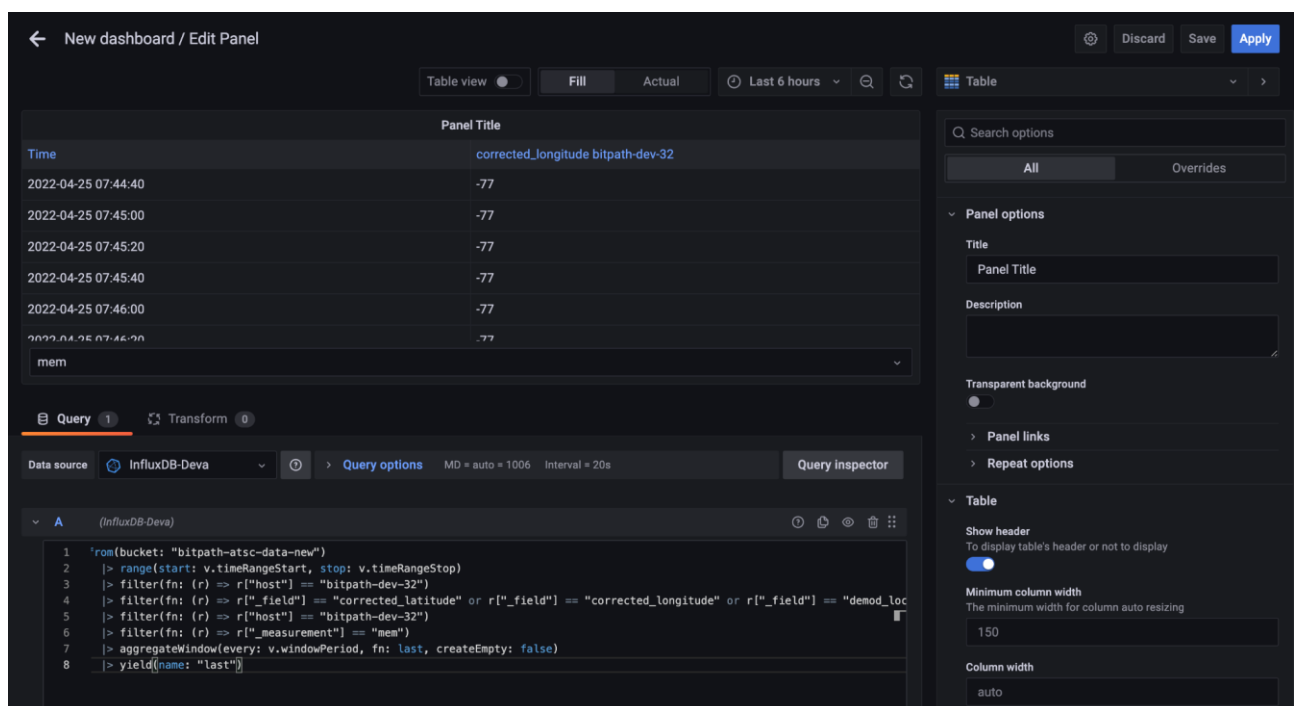 New dashboard / Edit Panel
Discard Save Apply
Table view Fill Actual Last 6 hours
Table
Panel Title
Time corrected_longitude bitpath-dev-32
2022-04-25 07:44:40 -77
2022-04-25 07:45:00 -77
2022-04-25 07:45:20 -77
2022-04-25 07:45:40 -77
2022-04-25 07:46:00 -77
2022-04-25 07:46:20 -77
mem
Query 1 Transform 0
Data source InfluxDB-Deva Query options MD = auto = 1006 Interval = 20s Query inspector
A (InfluxDB-Deva)
1 from(bucket: "bitpath-atsc-data-new")
2 |> range(start: v.timeRangeStart, stop: v.timeRangeStop)
3 |> filter(fn: (r) => r["host"] == "bitpath-dev-32")
4 |> filter(fn: (r) => r["_field"] == "corrected_latitude" or r["_field"] == "corrected_longitude" or r["_field"] == "demod_loc
5 |> filter(fn: (r) => r["host"] == "bitpath-dev-32")
6 |> filter(fn: (r) => r["_measurement"] == "mem")
7 |> aggregateWindow(every: v.windowPeriod, fn: last, createEmpty: false)
8 |> yield(name: "last")
Search options
All Overrides
Panel options
Title
Panel Title
Description
Transparent background
Panel links
Repeat options
Table
Show header
To display table's header or not to display
Minimum column width
The minimum width for column auto resizing
150
Column width
auto